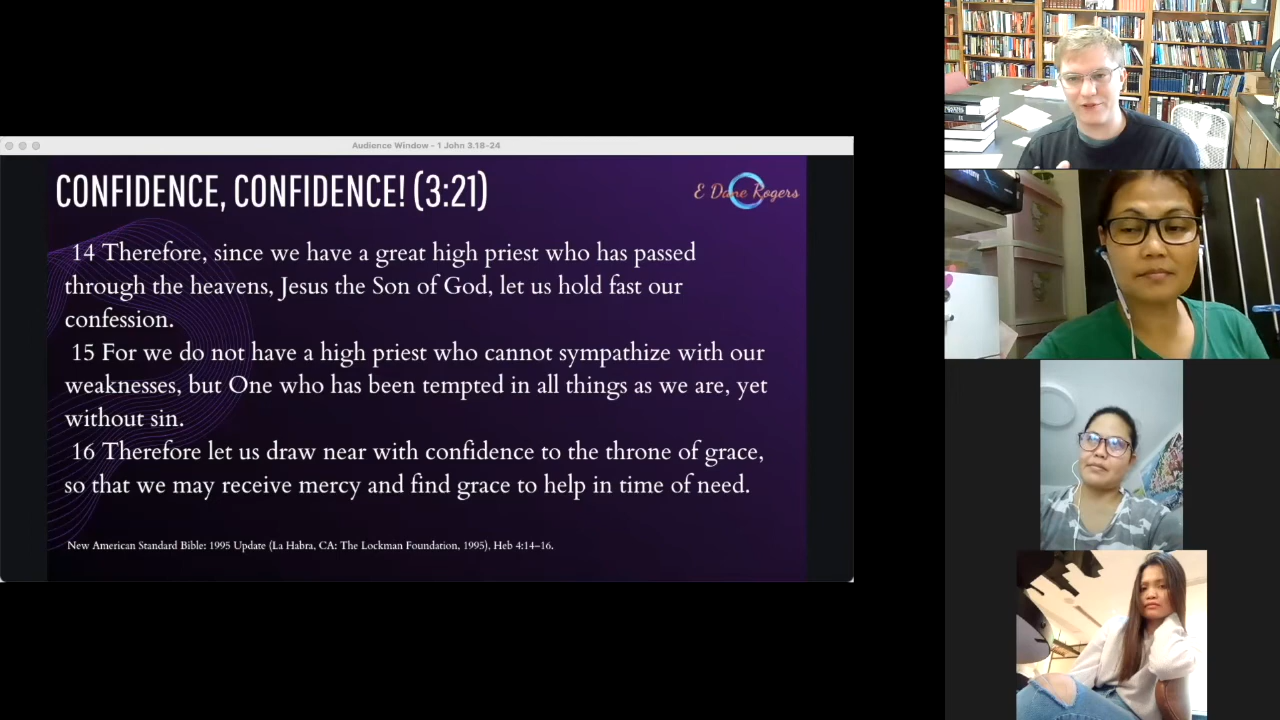 Audience Window - 1 John 3.18-24
CONFIDENCE, CONFIDENCE! (3:21)
E Dane Rogers
14 Therefore, since we have a great high priest who has passed
through the heavens, Jesus the Son of God, let us hold fast our
confession.
15 For we do not have a high priest who cannot sympathize with our
weaknesses, but One who has been tempted in all things as we are, yet
without sin.
16 Therefore let us draw near with confidence to the throne of grace,
so that we may receive mercy and find grace to help in time of need.
New American Standard Bible: 1995 Update (La Habra, CA: The Lockman Foundation, 1995), Heb 4:14–16.